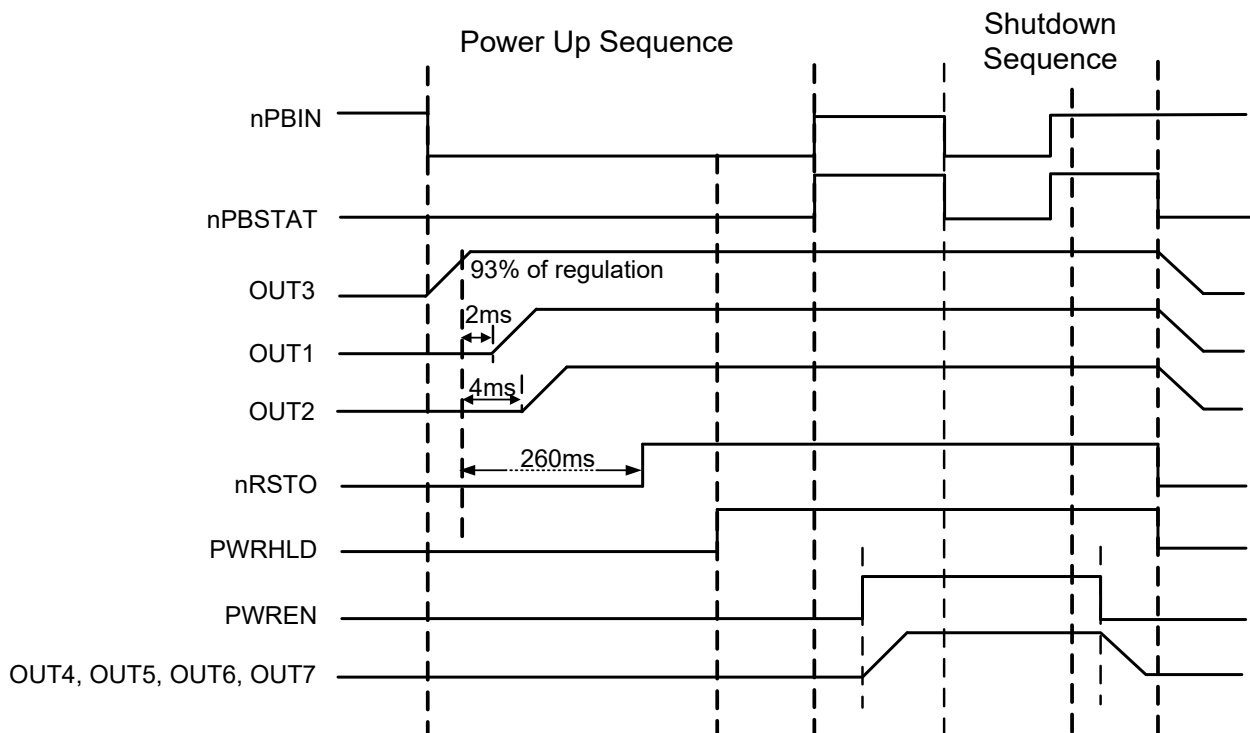 Power Up Sequence
Shutdown
Sequence
nPBIN
nPBSTAT
93% of regulation
OUT3
2ms
OUT1
4ms
OUT2
260ms
nRSTO
PWRHLD
PWREN
OUT4, OUT5, OUT6, OUT7